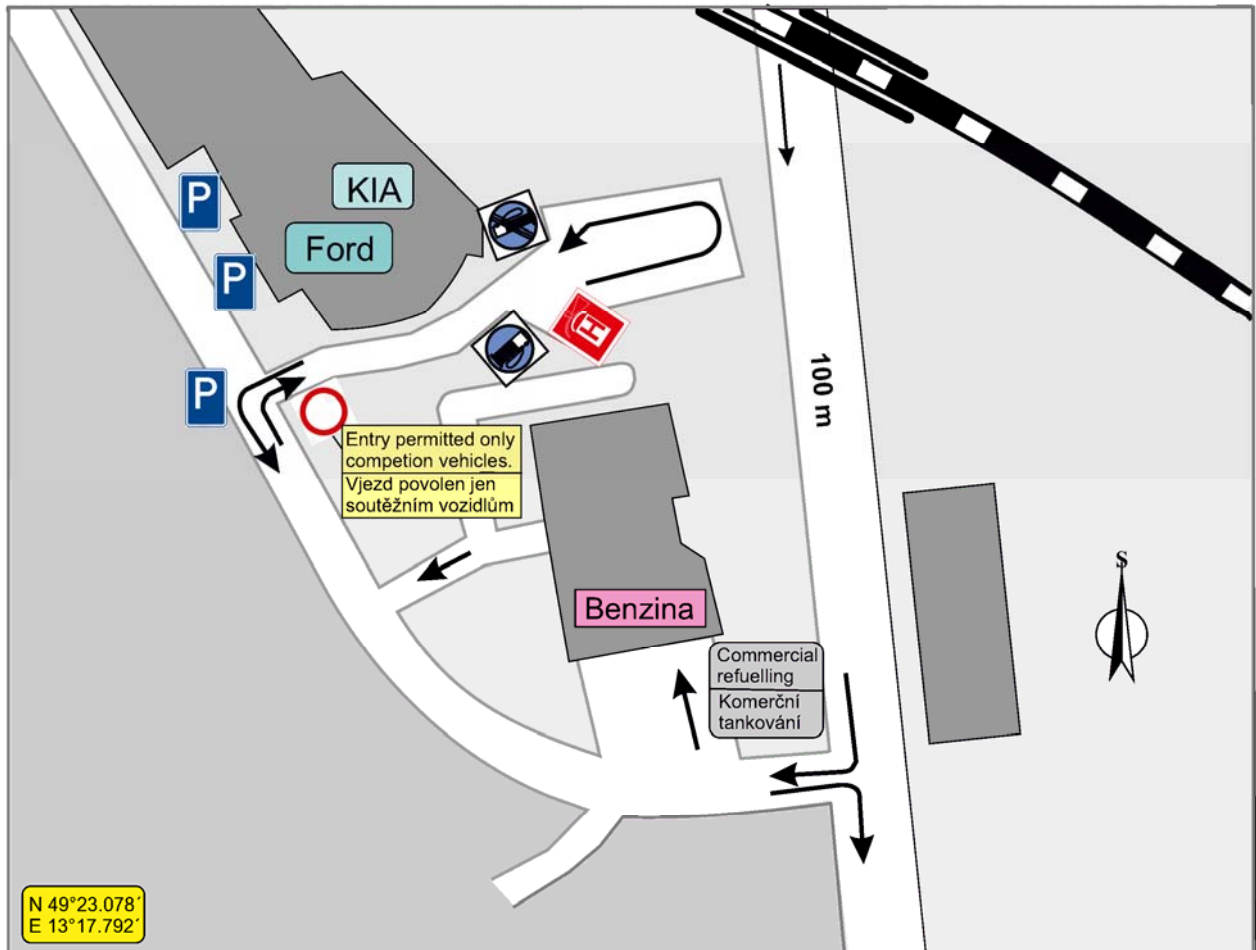 KIA
P
Ford
P
H
100 m
P
Entry permitted only
competion vehicles.
Vjezd povolen jen
soutěžním vozidlům
S
Benzina
Commercial
refuelling
Komerční
tankování
N 49°23.078´
E 13°17.792´